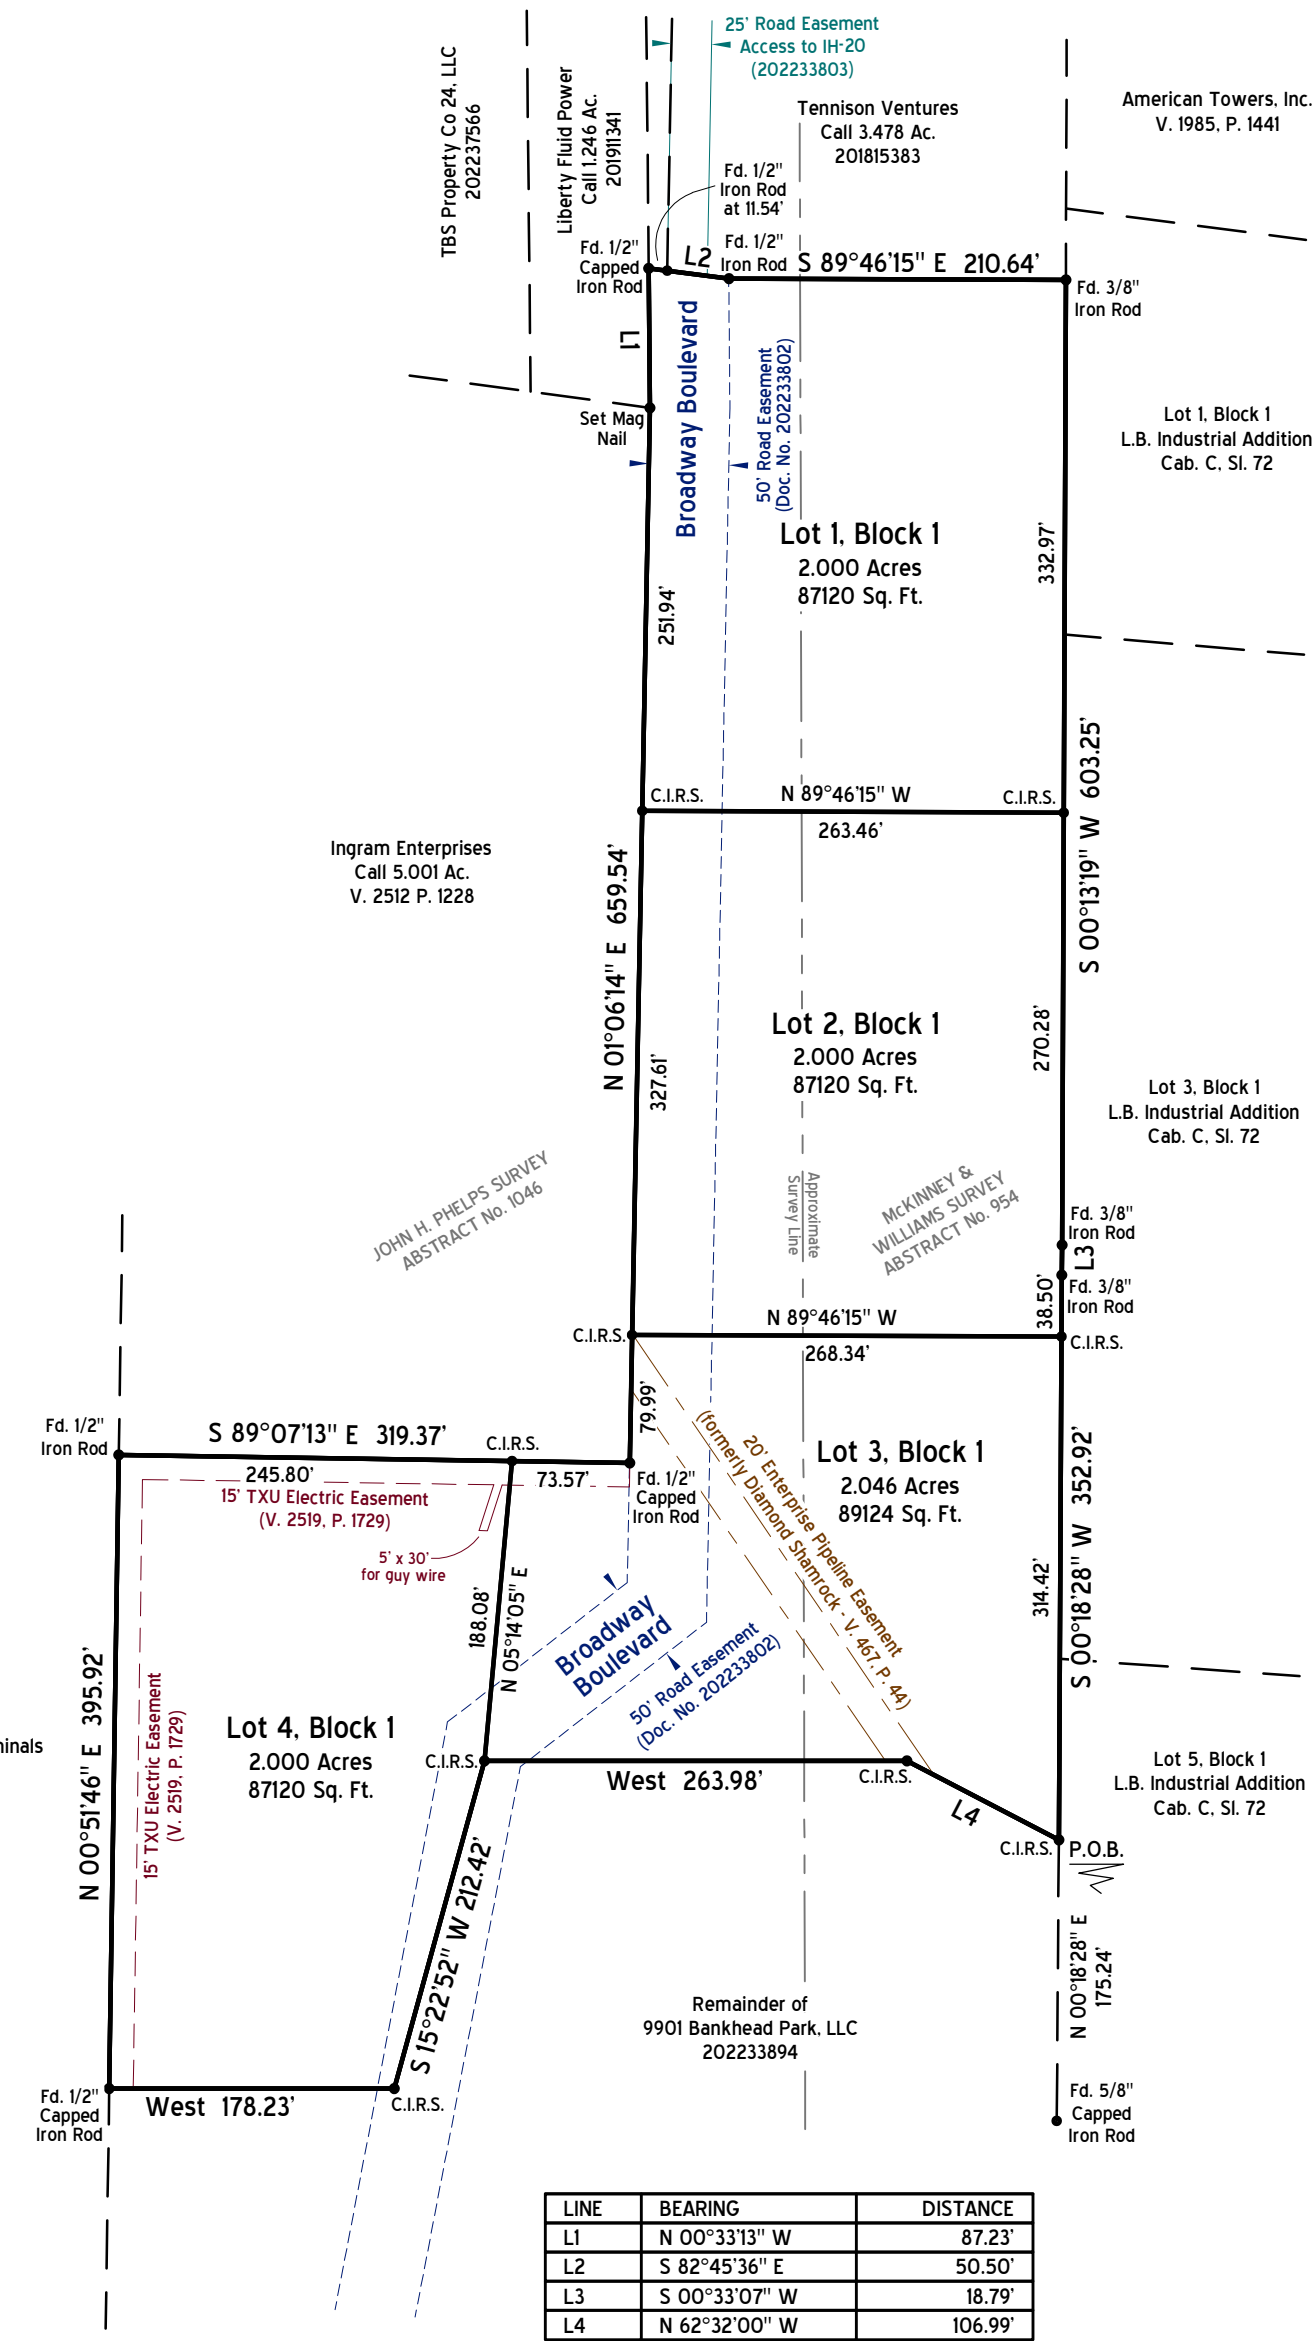 25' Road Easement
Access to IH-20
(202233803)
TBS Property Co 24, LLC
202237566
Liberty Fluid Power
Call 1.246 Ac.
201911341
Tennison Ventures
Call 3.478 Ac.
201815383
American Towers, Inc.
V. 1985, P. 1441
Fd. 1/2"
Iron Rod
at 11.54'
Fd. 1/2"
Capped
Iron Rod
L2
Fd. 1/2"
Iron Rod
S 89°46'15" E 210.64'
Fd. 3/8"
Iron Rod
L1
Broadway Boulevard
50' Road Easement
(Doc. No. 202233802)
Set Mag
Nail
Lot 1, Block 1
L.B. Industrial Addition
Cab. C, Sl. 72
Lot 1, Block 1
2.000 Acres
87120 Sq. Ft.
332.97'
251.94'
S 00°13'19" W 603.25'
C.I.R.S.
N 89°46'15" W
C.I.R.S.
263.46'
Ingram Enterprises
Call 5.001 Ac.
V. 2512 P. 1228
N 01°06'14" E 659.54'
Lot 2, Block 1
2.000 Acres
87120 Sq. Ft.
270.28'
327.61'
Lot 3, Block 1
L.B. Industrial Addition
Cab. C, Sl. 72
JOHN H. PHELPS SURVEY
ABSTRACT No. 1046
Approximate
Survey Line
McKINNEY &
WILLIAMS SURVEY
ABSTRACT No. 954
Fd. 3/8"
Iron Rod
L3
Fd. 3/8"
Iron Rod
38.50'
C.I.R.S.
N 89°46'15" W
C.I.R.S.
268.34'
79.99'
Fd. 1/2"
Iron Rod
S 89°07'13" E 319.37'
C.I.R.S.
245.80'
73.57'
Fd. 1/2"
Capped
Iron Rod
15' TXU Electric Easement
(V. 2519, P. 1729)
5' x 30'
for guy wire
20' Enterprise Pipeline Easement
(formerly Diamond Shamrock - V. 467, P. 44)
Lot 3, Block 1
2.046 Acres
89124 Sq. Ft.
314.42'
S 00°18'28" W 352.92'
188.08'
N 05°14'05" E
Broadway
Boulevard
50' Road Easement
(Doc. No. 202233802)
N 00°51'46" E 395.92'
15' TXU Electric Easement
(V. 2519, P. 1729)
Lot 4, Block 1
2.000 Acres
87120 Sq. Ft.
minals
C.I.R.S.
West 263.98'
C.I.R.S.
L4
Lot 5, Block 1
L.B. Industrial Addition
Cab. C, Sl. 72
C.I.R.S.
P.O.B.
S 15°22'52" W 212.42'
N 00°18'28" E
175.24'
Remainder of
9901 Bankhead Park, LLC
202233894
Fd. 1/2"
Capped
Iron Rod
West 178.23'
C.I.R.S.
Fd. 5/8"
Capped
Iron Rod
LINE BEARING DISTANCE
L1 N 00°33'13" W 87.23'
L2 S 82°45'36" E 50.50'
L3 S 00°33'07" W 18.79'
L4 N 62°32'00" W 106.99'